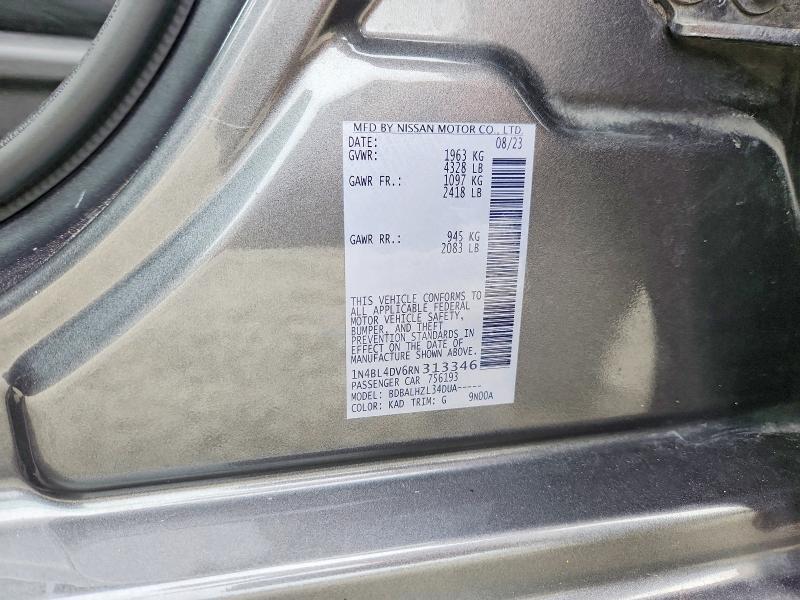 MFD BY NISSAN MOTOR CO., LTD.
DATE: 08/23
GVWR: 1963 KG
4328 LB
GAWR FR.: 1097 KG
2418 LB
GAWR RR.: 945 KG
2083 LB
THIS VEHICLE CONFORMS TO
ALL APPLICABLE FEDERAL
MOTOR VEHICLE SAFETY,
BUMPER, AND THEFT
PREVENTION STANDARDS IN
EFFECT ON THE DATE OF
MANUFACTURE SHOWN ABOVE.
1N4BL4DV6RN313346
PASSENGER CAR 756193
MODEL: BDBALHZL34DUA-----
COLOR: KAD TRIM: G 9N00A